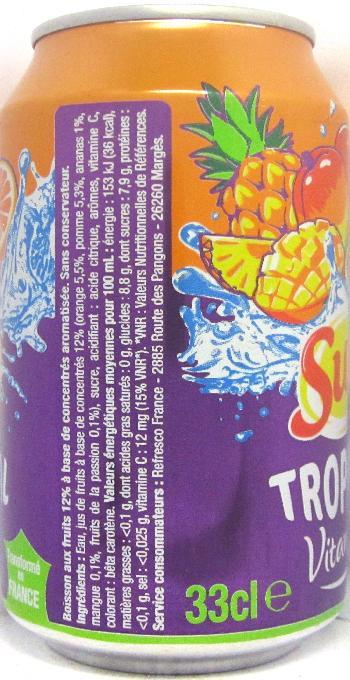 Boisson aux fruits 12% à base de concentrés aromatisée. Sans conservateur.
Ingrédients : Eau, jus de fruits à base de concentrés 12% (orange 5,5%, pomme 5,3%, ananas 1%,
mangue 0,1%, fruits de la passion 0,1%), sucre, acidifiant : acide citrique, arômes, vitamine C,
colorant : bêta carotène. Valeurs énergétiques moyennes pour 100 mL : énergie : 153 kJ (36 kcal),
matières grasses : <0,1 g, dont acides gras saturés : 0 g, glucides : 8,8 g, dont sucres : 7,9 g, protéines :
<0,1 g, sel : <0,025 g, vitamine C : 12 mg (15% VNR*). *VNR : Valeurs Nutritionnelles de Références.
Service consommateurs : Refresco France - 2885 Route des Pangons - 26260 Margès.
Su
TROP
Vita
33cl e
L
Transformé
en
FRANCE